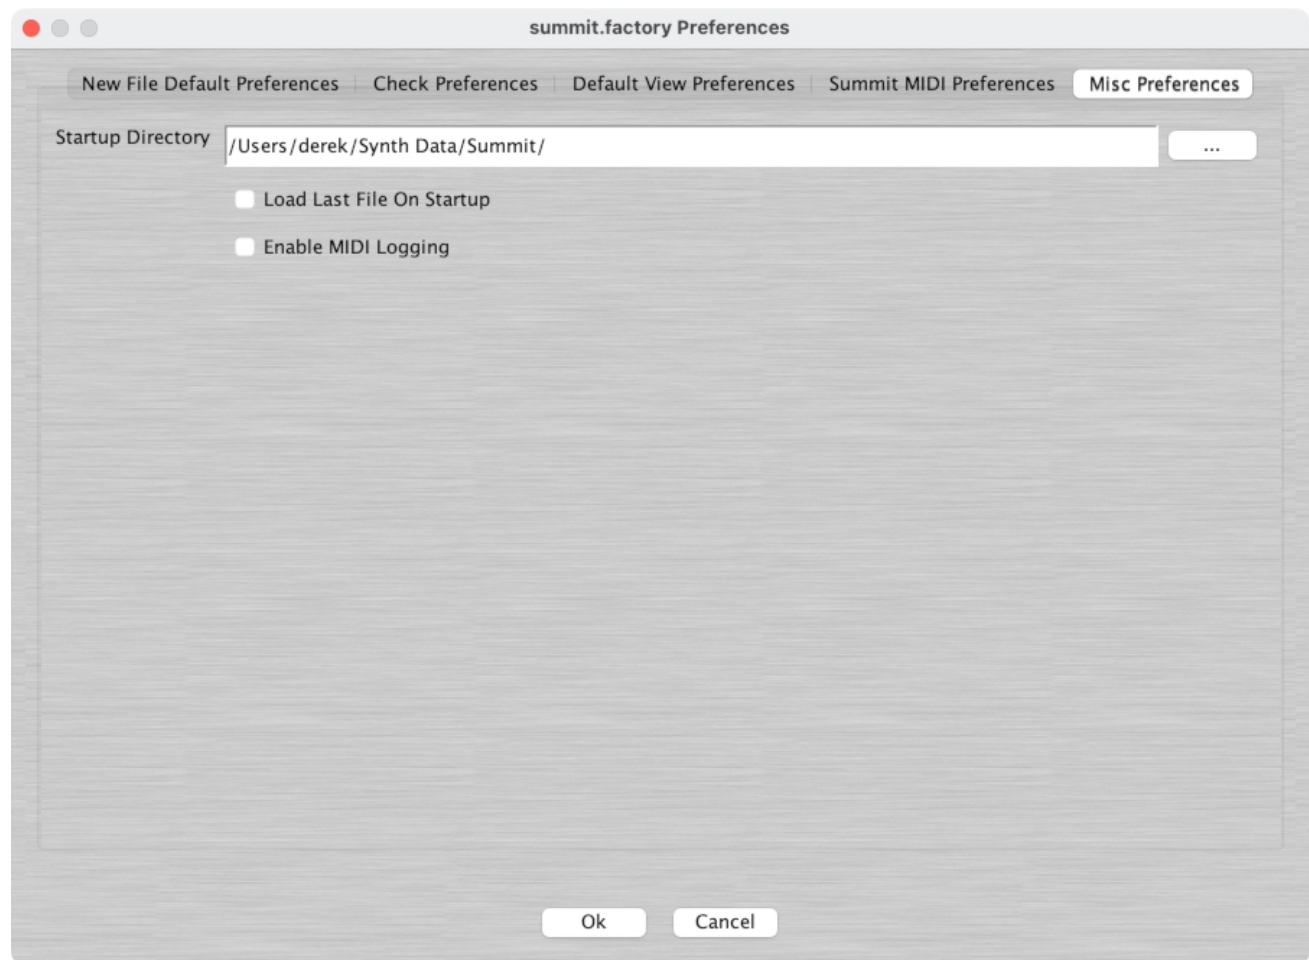 summit.factory Preferences
New File Default Preferences Check Preferences Default View Preferences Summit MIDI Preferences Misc Preferences
Startup Directory /Users/derek/Synth Data/Summit/ ...
Load Last File On Startup
Enable MIDI Logging
Ok Cancel